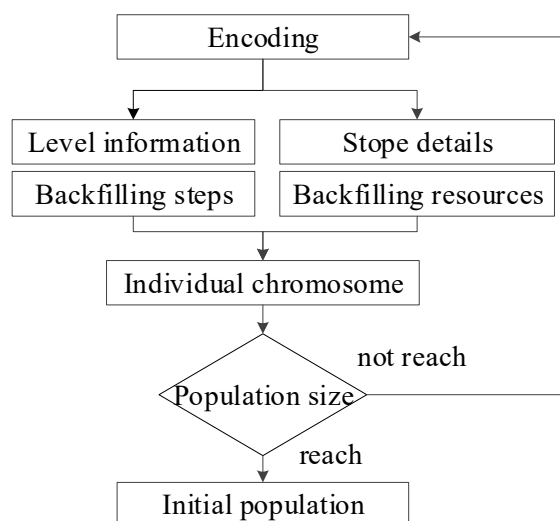 Encoding
Level information
Stope details
Backfilling steps
Backfilling resources
Individual chromosome
not reach
Population size
reach
Initial population